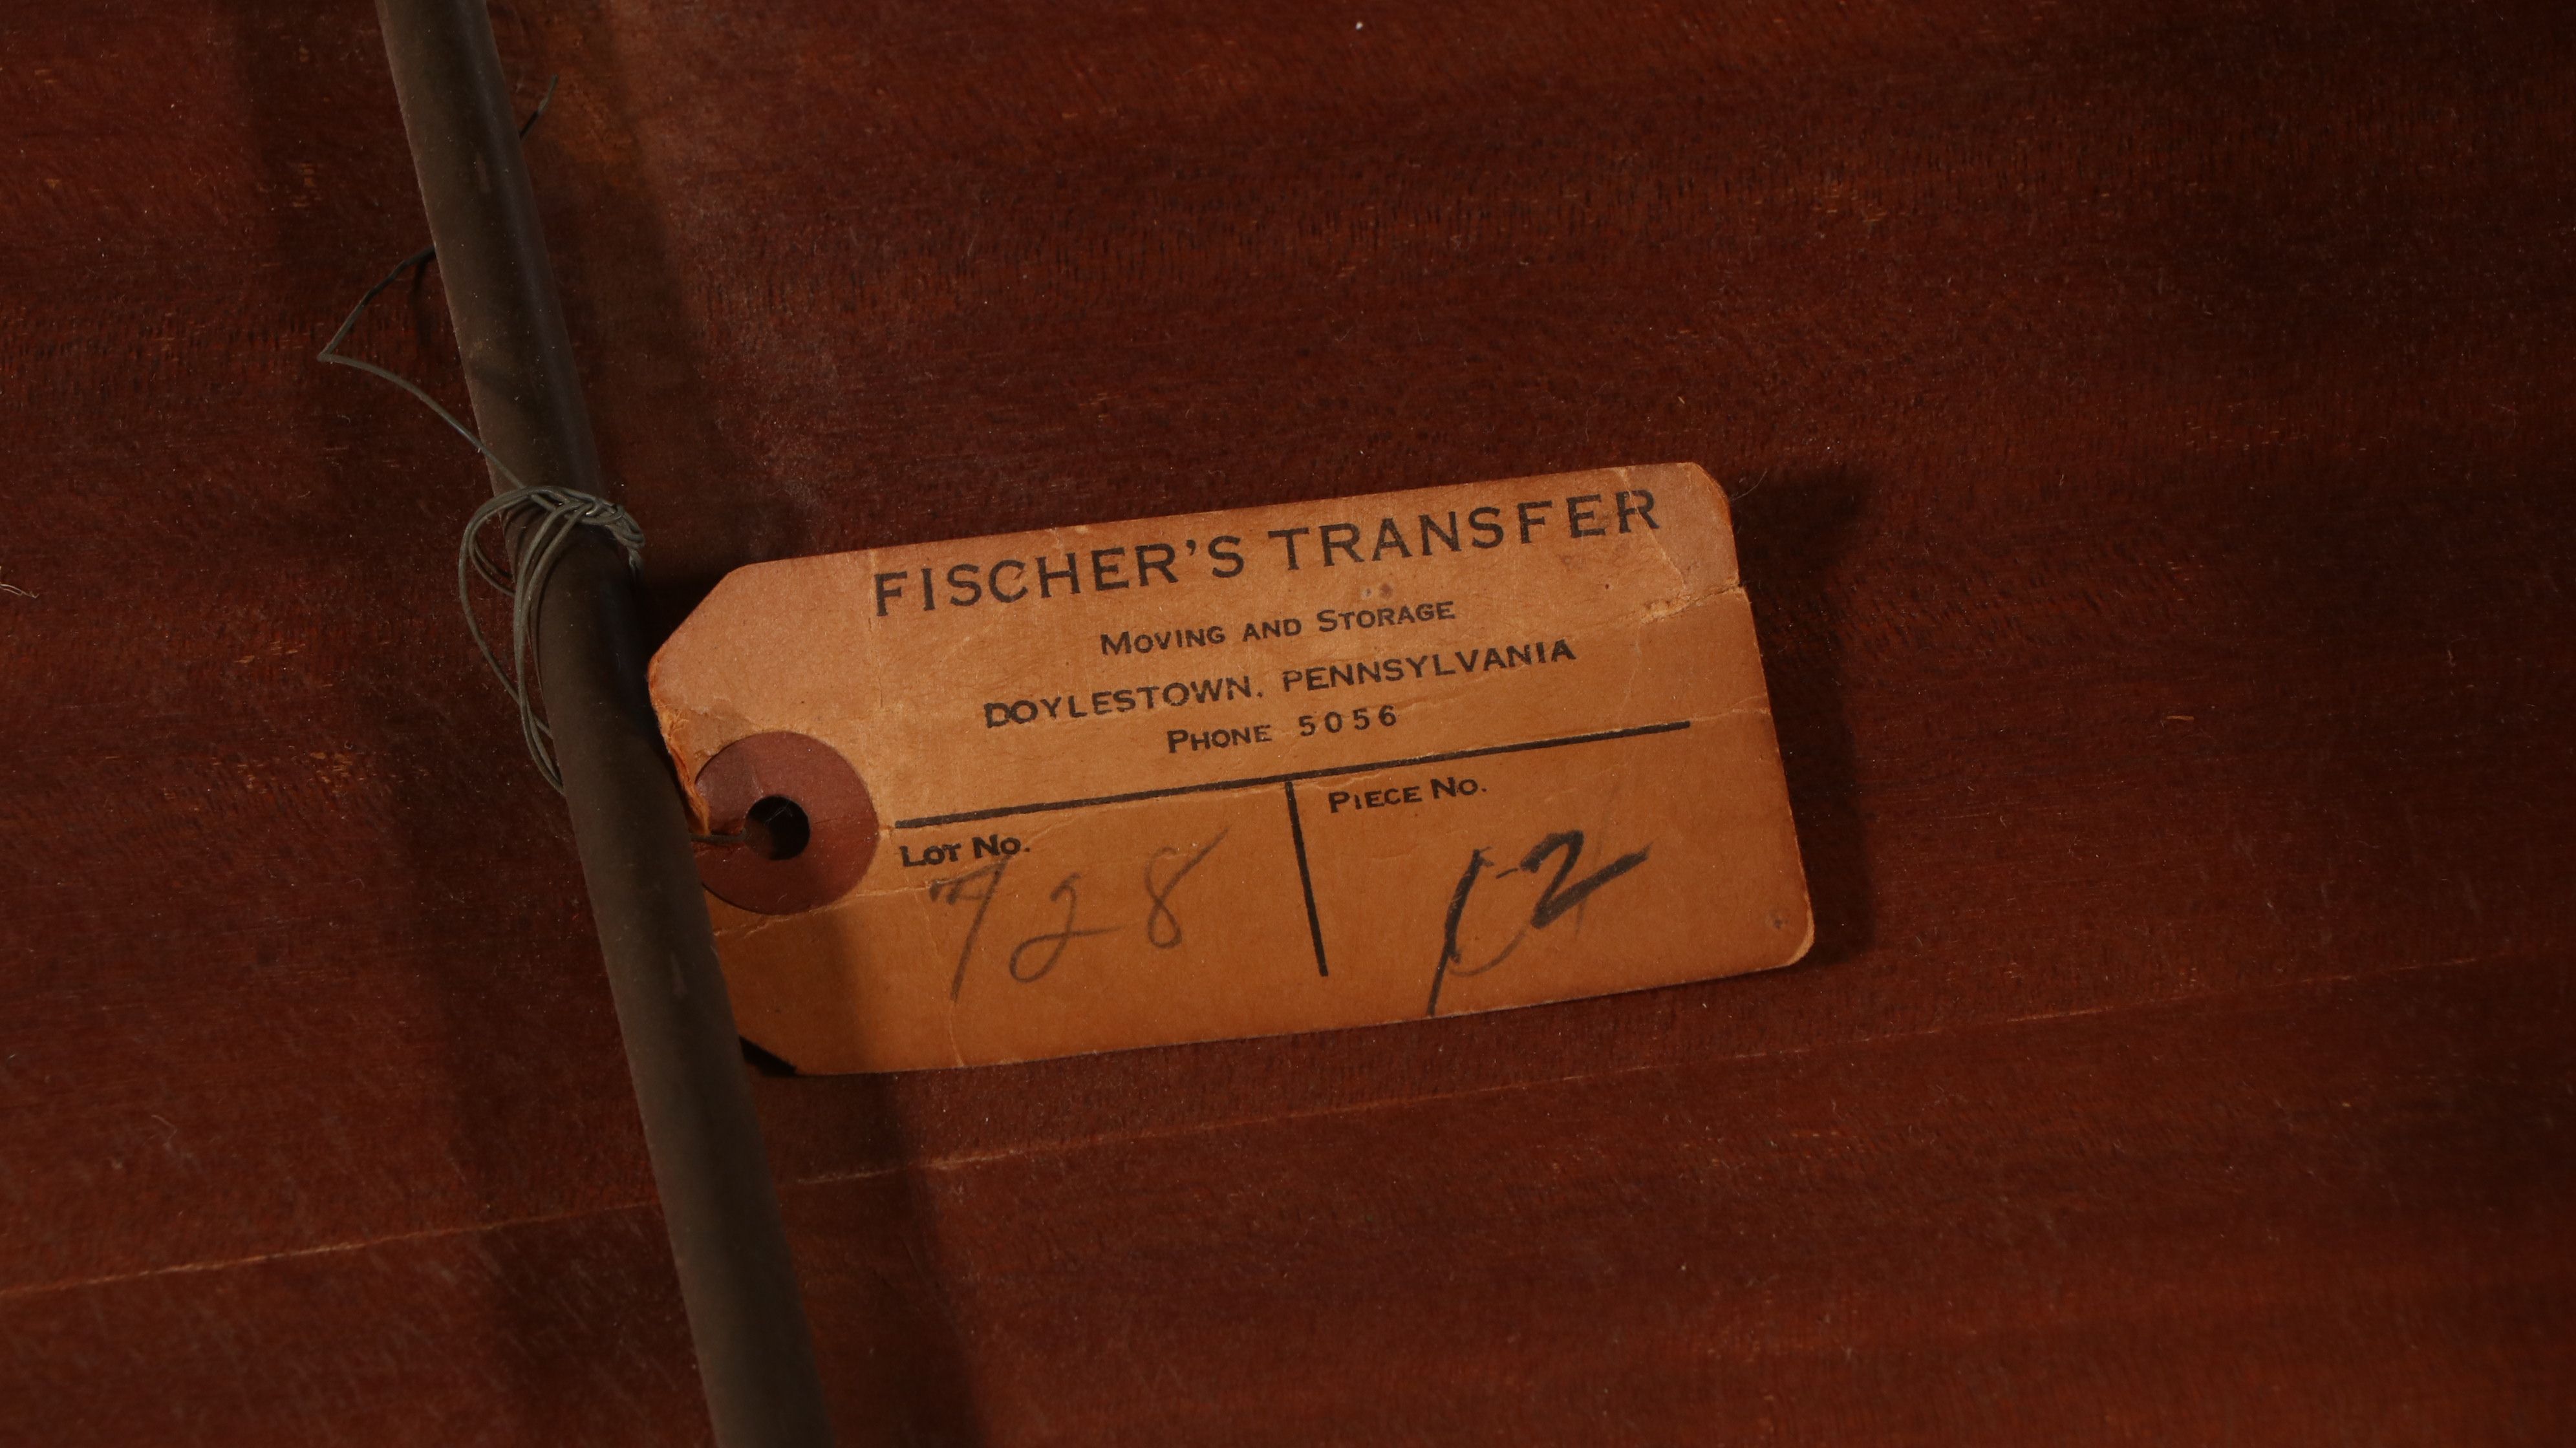 FISCHER'S TRANSFER
MOVING AND STORAGE
DOYLESTOWN, PENNSYLVANIA
PHONE 5056
LOT No. PIECE No.
728 12